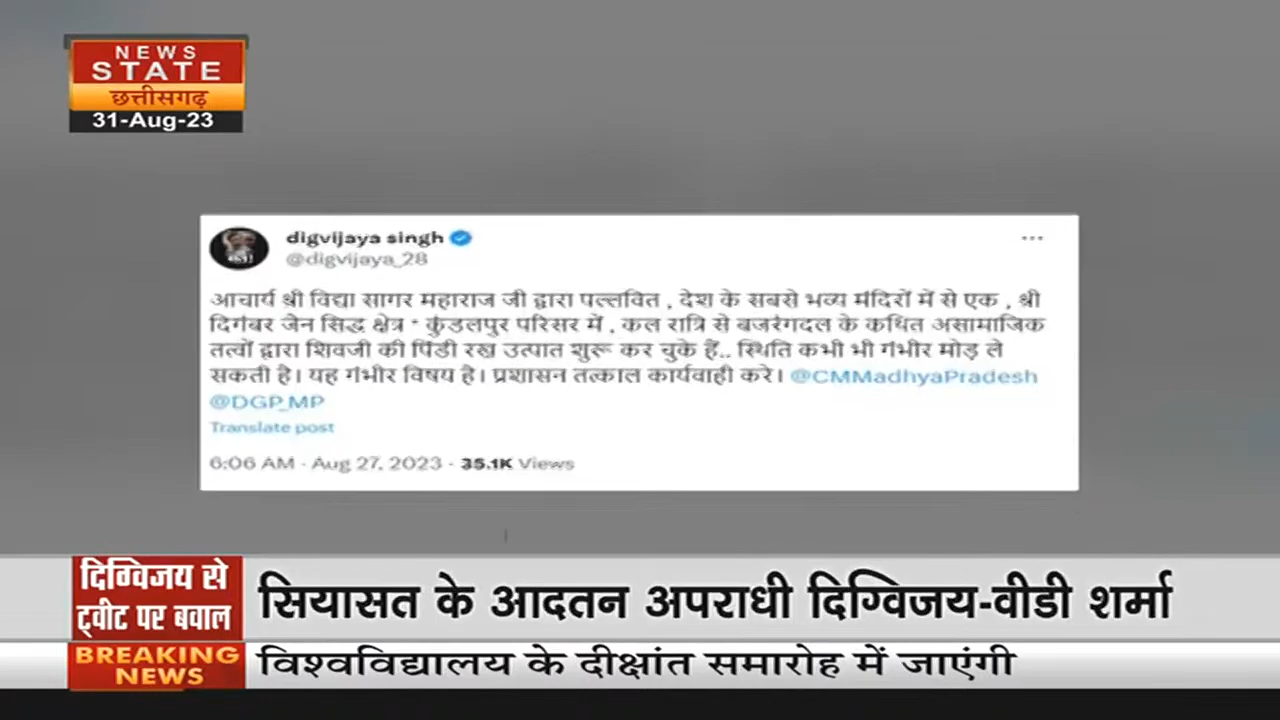 NEWS
STATE
छत्तीसगढ़
31-Aug-23
digvijaya singh
@digvijaya_28
आचार्य श्री विद्या सागर महाराज जी द्वारा पल्लवित , देश के सबसे भव्य मंदिरों में से एक , श्री
दिगंबर जैन सिद्ध क्षेत्र - कुंडलपुर परिसर में , कल रात्रि से बजरंगदल के कथित असामाजिक
तत्वों द्वारा शिवजी की पिंडी रख उत्पात शुरू कर चुके हैं.. स्थिति कभी भी गंभीर मोड़ ले
सकती है। यह गंभीर विषय है। प्रशासन तत्काल कार्यवाही करे। @CMMadhyaPradesh
@DGP_MP
Translate post
6:06 AM · Aug 27, 2023 · 35.1K Views
दिग्विजय से
ट्वीट पर बवाल
सियासत के आदतन अपराधी दिग्विजय-वीडी शर्मा
BREAKING
NEWS
विश्वविद्यालय के दीक्षांत समारोह में जाएंगी